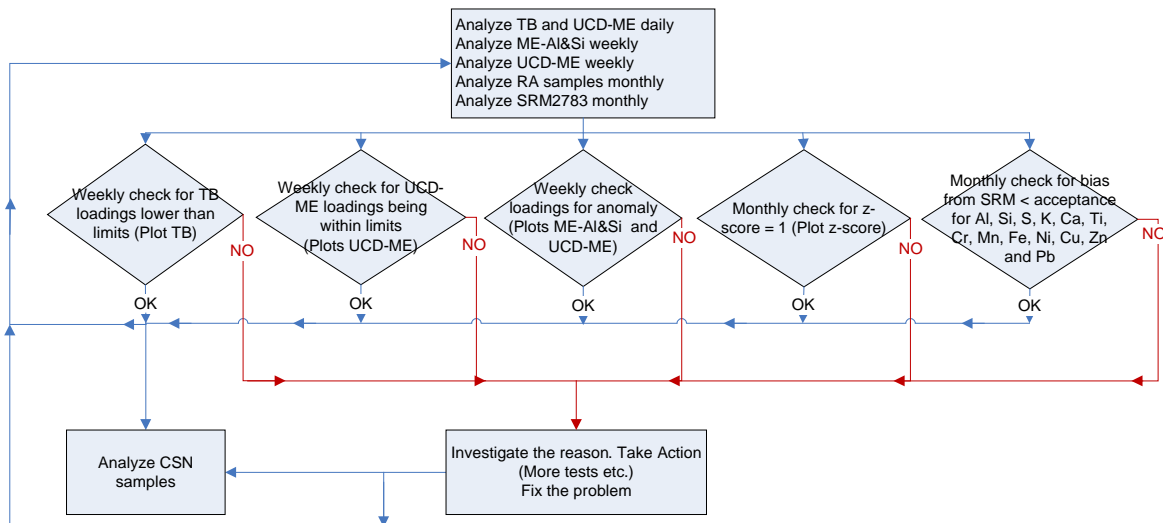 Analyze TB and UCD-ME daily
Analyze ME-Al&Si weekly
Analyze UCD-ME weekly
Analyze RA samples monthly
Analyze SRM2783 monthly
Weekly check for TB
loadings lower than
limits (Plot TB)
NO
OK
Weekly check for UCD-
ME loadings being
within limits
(Plots UCD-ME)
NO
OK
Weekly check
loadings for anomaly
(Plots ME-Al&Si and
UCD-ME)
NO
OK
Monthly check for z-
score = 1 (Plot z-score)
NO
OK
Monthly check for bias
from SRM < acceptance
for Al, Si, S, K, Ca, Ti,
Cr, Mn, Fe, Ni, Cu, Zn
and Pb
NO
OK
Analyze CSN
samples
Investigate the reason. Take Action
(More tests etc.)
Fix the problem